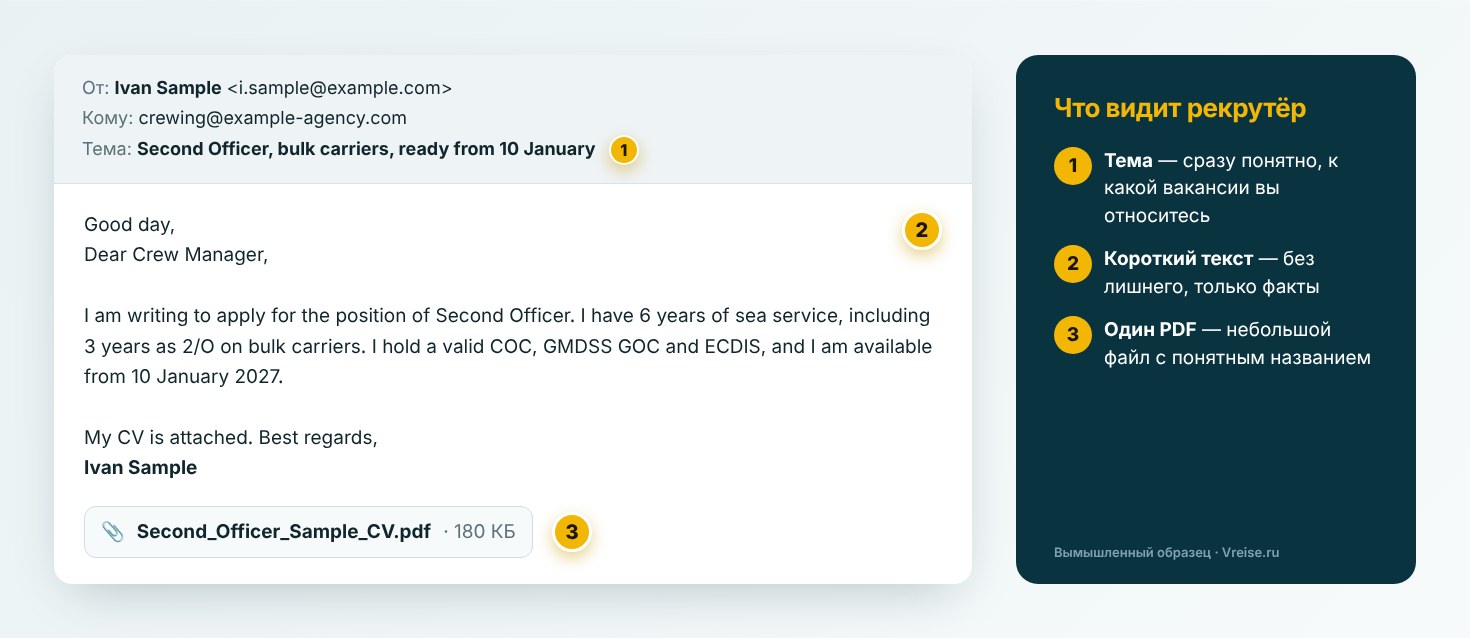 От: Ivan Sample <i.sample@example.com>
Кому: crewing@example-agency.com
Тема: Second Officer, bulk carriers, ready from 10 January 1
Good day,
2
Dear Crew Manager,
I am writing to apply for the position of Second Officer. I have 6 years of sea service, including
3 years as 2/O on bulk carriers. I hold a valid COC, GMDSS GOC and ECDIS, and I am available
from 10 January 2027.
My CV is attached. Best regards,
Ivan Sample
Second_Officer_Sample_CV.pdf · 180 КБ 3
Что видит рекрутёр
1 Тема — сразу понятно, к
какой вакансии вы
относитесь
2 Короткий текст — без
лишнего, только факты
3 Один PDF — небольшой
файл с понятным названием
Вымышленный образец · Vreise.ru